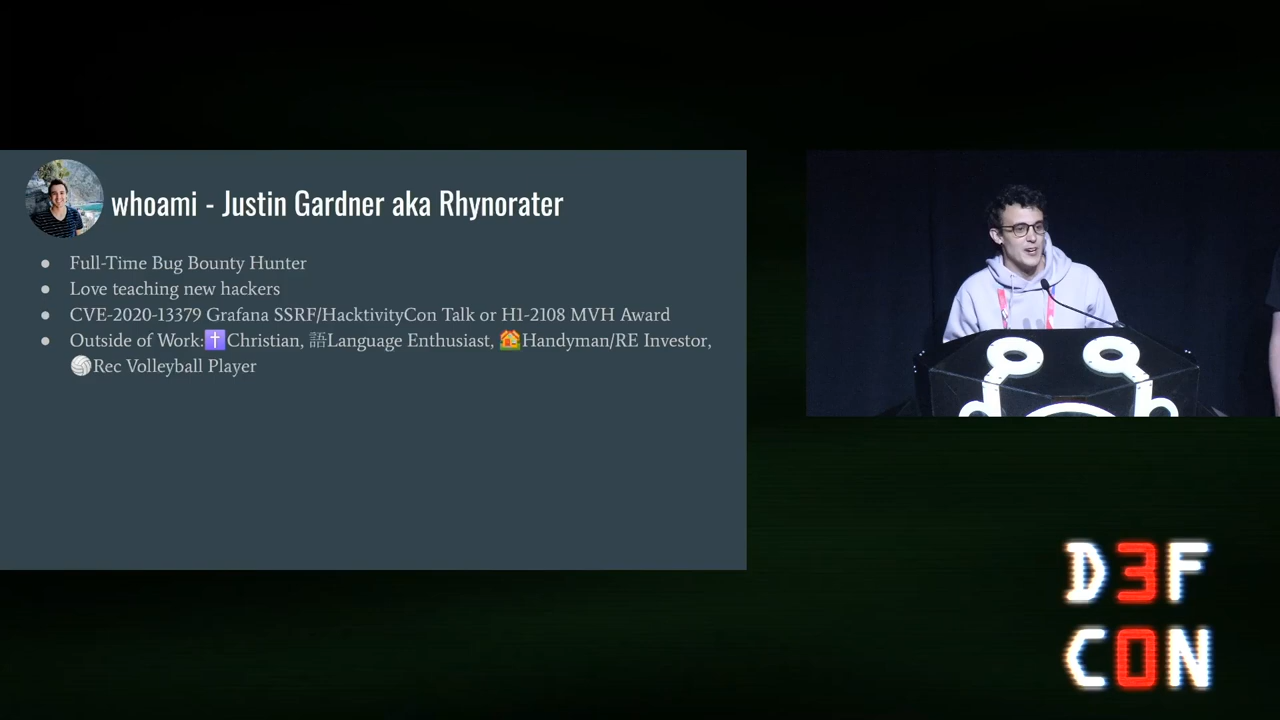 whoami - Justin Gardner aka Rhynorater
● Full-Time Bug Bounty Hunter
● Love teaching new hackers
● CVE-2020-13379 Grafana SSRF/HacktivityCon Talk or H1-2108 MVH Award
● Outside of Work:✝️Christian, 語Language Enthusiast, 🏠Handyman/RE Investor,
🏐Rec Volleyball Player
D3F
C0N